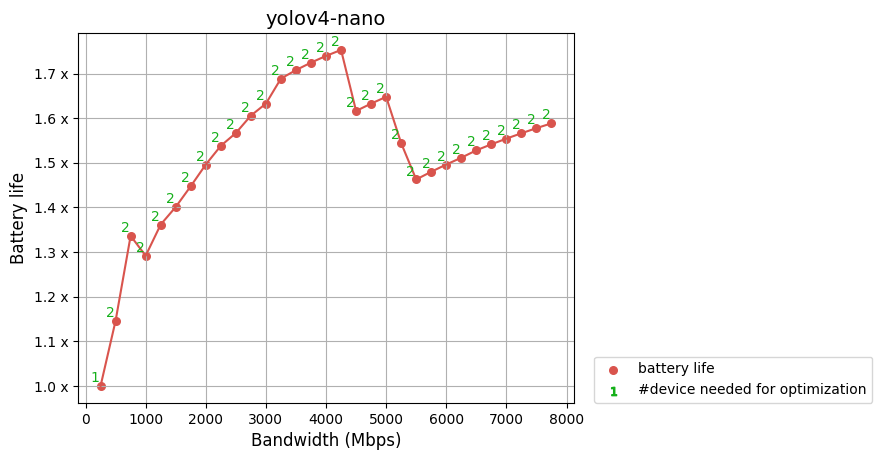 yolov4-nano
1.7 x
1.6 x
1.5 x
1.4 x
1.3 x
1.2 x
1.1 x
1.0 x
Battery life
1 2 2 2 2 2 2 2 2 2 2 2 2 2 2 2 2 2 2 2 2 2 2 2 2 2 2 2 2 2 2
0 1000 2000 3000 4000 5000 6000 7000 8000
Bandwidth (Mbps)
battery life
1 #device needed for optimization